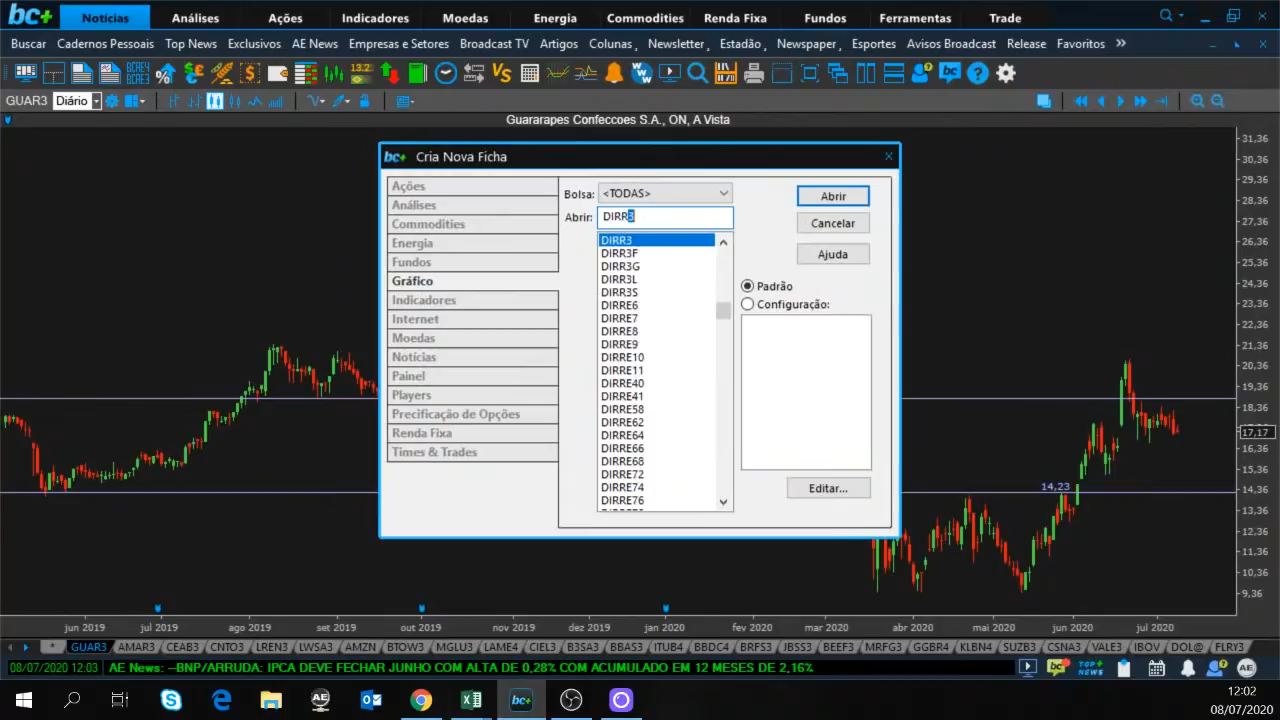 bc+ Notícias Análises Ações Indicadores Moedas Energia Commodities Renda Fixa Fundos Ferramentas Trade
Buscar Cadernos Pessoais Top News Exclusivos AE News Empresas e Setores Broadcast TV Artigos Colunas Newsletter Estadão Newspaper Esportes Avisos Broadcast Release Favoritos »
GUAR3 Diário
Guararapes Confeccoes S.A., ON, A Vista
bc+ Cria Nova Ficha
Ações
Análises
Commodities
Energia
Fundos
Gráfico
Indicadores
Internet
Moedas
Notícias
Painel
Players
Precificação de Opções
Renda Fixa
Times & Trades
Bolsa: <TODAS>
Abrir: DIRR3
DIRR3
DIRR3F
DIRR3G
DIRR3L
DIRR3S
DIRRE6
DIRRE7
DIRRE8
DIRRE9
DIRRE10
DIRRE11
DIRRE40
DIRRE41
DIRRE58
DIRRE62
DIRRE64
DIRRE66
DIRRE68
DIRRE72
DIRRE74
DIRRE76
Abrir
Cancelar
Ajuda
Padrão
Configuração:
Editar...
14,23
31,36
30,36
29,36
28,36
27,36
26,36
25,36
24,36
23,36
22,36
21,36
20,36
19,36
18,36
17,17
16,36
15,36
14,36
13,36
12,36
11,36
10,36
9,36
jun 2019 jul 2019 ago 2019 set 2019 out 2019 nov 2019 dez 2019 jan 2020 fev 2020 mar 2020 abr 2020 mai 2020 jun 2020 jul 2020
* GUAR3 AMAR3 CEAB3 CNTO3 LREN3 LWSA3 AMZN BTOW3 MGLU3 LAME4 CIEL3 B3SA3 BBAS3 ITUB4 BBDC4 BRFS3 JBSS3 BEEF3 MRFG3 GGBR4 KLBN4 SUZB3 CSNA3 VALE3 IBOV DOL@ FLRY3
08/07/2020 12:03 AE News: --BNP/ARRUDA: IPCA DEVE FECHAR JUNHO COM ALTA DE 0,28% COM ACUMULADO EM 12 MESES DE 2,16%
bc+ TOP+ NEWS AE
AE bc+
12:02
08/07/2020